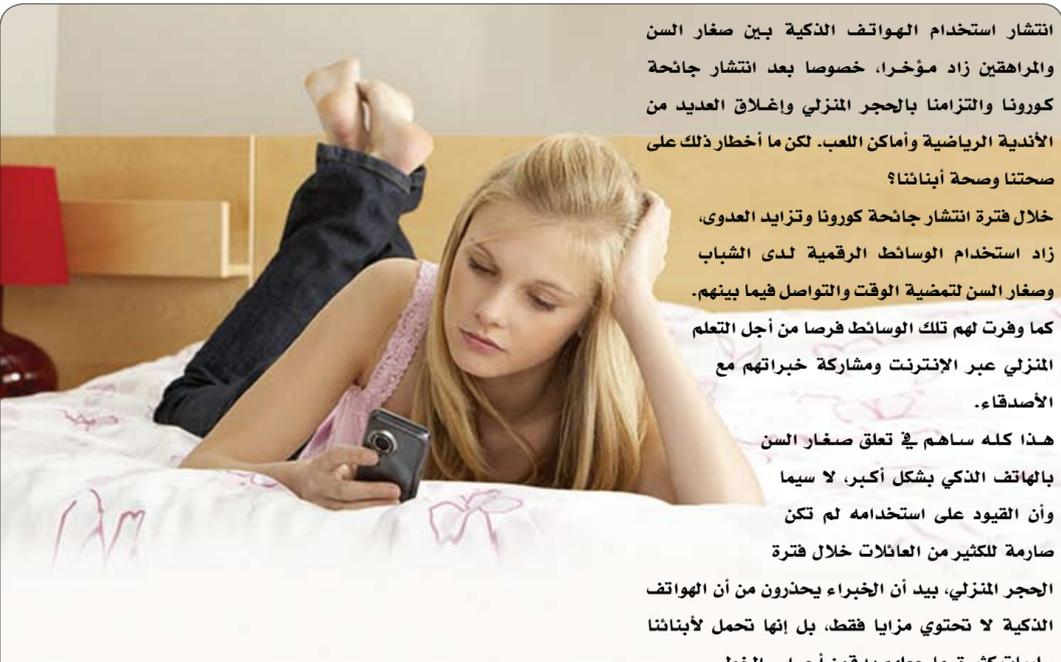 انتشار استخدام الهواتف الذكية بين صغار السن
والمراهقين زاد مؤخرا، خصوصا بعد انتشار جائحة
كورونا والتزامنا بالحجر المنزلي وإغلاق العديد من
الأندية الرياضية وأماكن اللعب. لكن ما أخطار ذلك على
صحتنا وصحة أبنائنا؟
خلال فترة انتشار جائحة كورونا وتزايد العدوى،
زاد استخدام الوسائط الرقمية لدى الشباب
وصغار السن لتمضية الوقت والتواصل فيما بينهم.
كما وفرت لهم تلك الوسائط فرصا من أجل التعلم
المنزلي عبر الإنترنت ومشاركة خبراتهم مع
الأصدقاء.
هذا كله ساهم في تعلق صغار السن
بالهاتف الذكي بشكل أكبر، لا سيما
وأن القيود على استخدامه لم تكن
صارمة للكثير من العائلات خلال فترة
الحجر المنزلي، بيد أن الخبراء يحذرون من أن الهواتف
الذكية لا تحتوي مزايا فقط، بل إنها تحمل لأبنائنا